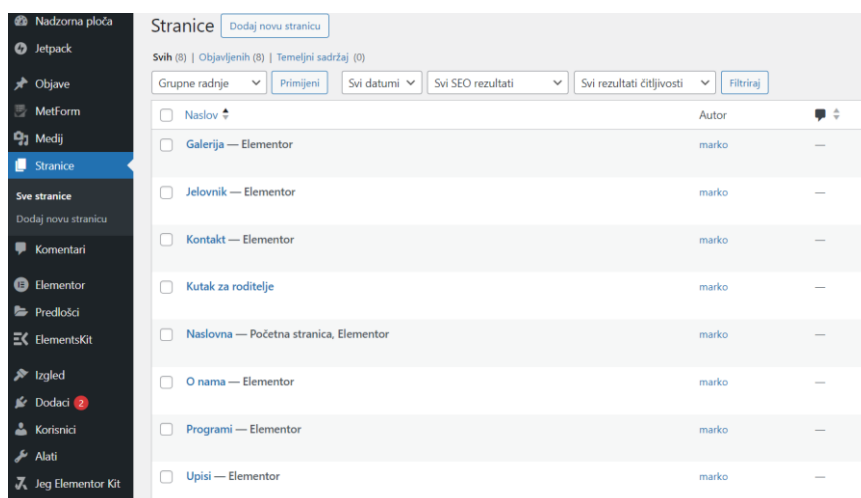 Nadzorna ploča
Jetpack
Objave
MetForm
Medij
Stranice
Sve stranice
Dodaj novu stranicu
Komentari
Elementor
Predlošci
ElementsKit
Izgled
Dodaci 2
Korisnici
Alati
Jeg Elementor Kit
Stranice Dodaj novu stranicu
Svih (8) | Objavljenih (8) | Temeljni sadržaj (0)
Grupne radnje Primijeni Svi datumi Svi SEO rezultati Svi rezultati čitljivosti Filtriraj
Naslov Autor
Galerija — Elementor marko —
Jelovnik — Elementor marko —
Kontakt — Elementor marko —
Kutak za roditelje marko —
Naslovna — Početna stranica, Elementor marko —
O nama — Elementor marko —
Programi — Elementor marko —
Upisi — Elementor marko —